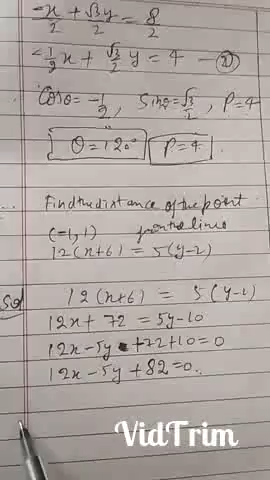 -x/2 + √3y/2 = 8/2
-1/2 x + √3/2 y = 4 — (2)
Cosθ = -1/2, Sinθ = √3/2, P=4
θ = 120° P=4
Find the distance of the point
(-1,1) from the line
12(x+6) = 5(y-2)
Sol 12(x+6) = 5(y-2)
12x + 72 = 5y-10
12x-5y +72+10=0
12x-5y + 82=0.
VidTrim